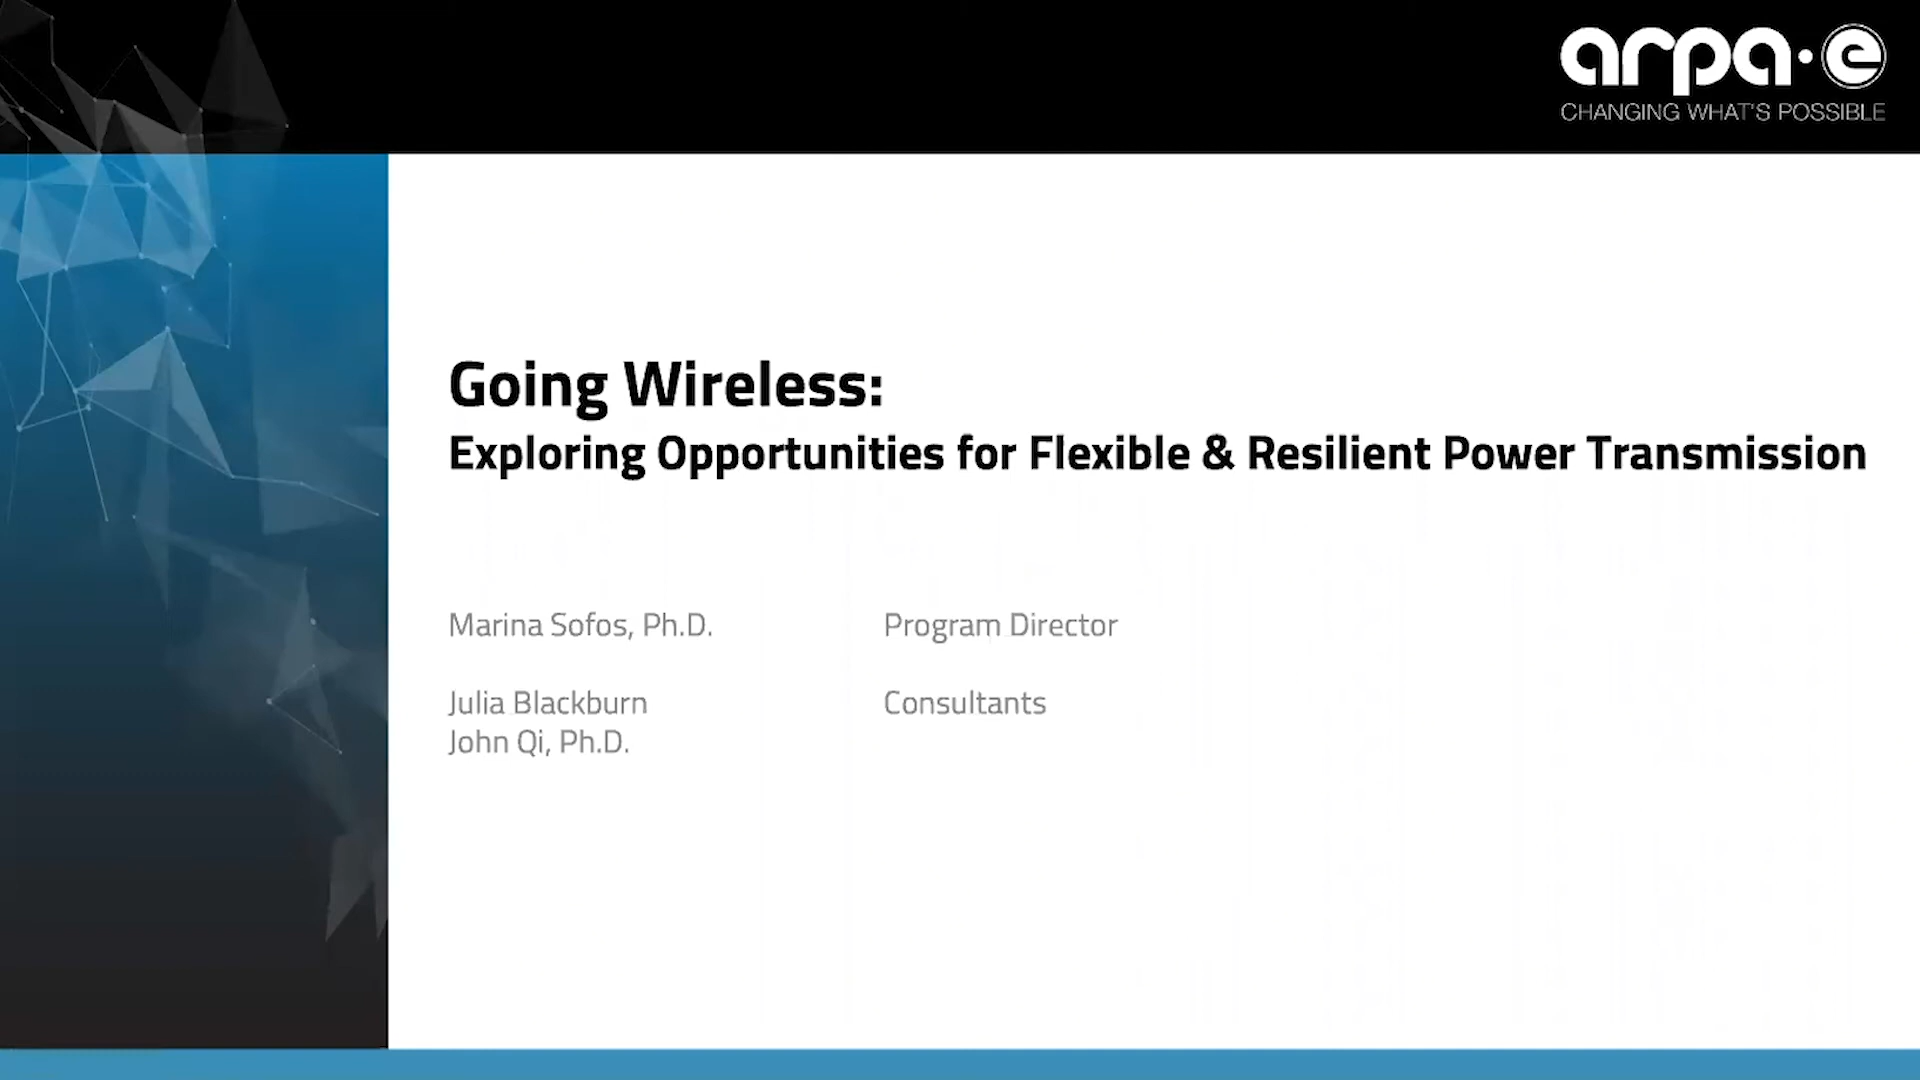 arpa·e
CHANGING WHAT'S POSSIBLE
Going Wireless:
Exploring Opportunities for Flexible & Resilient Power Transmission
Marina Sofos, Ph.D. Program Director
Julia Blackburn Consultants
John Qi, Ph.D.